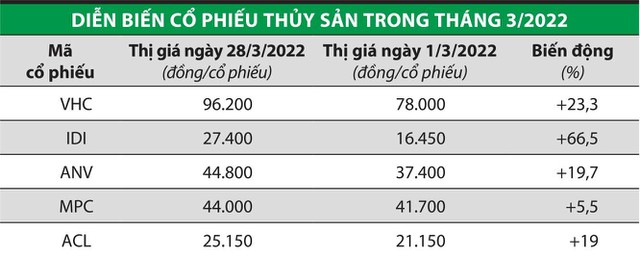 DIỄN BIẾN CỔ PHIẾU THỦY SẢN TRONG THÁNG 3/2022
Mã cổ phiếu Thị giá ngày 28/3/2022 (đồng/cổ phiếu) Thị giá ngày 1/3/2022 (đồng/cổ phiếu) Biến động (%)
VHC 96.200 78.000 +23,3
IDI 27.400 16.450 +66,5
ANV 44.800 37.400 +19,7
MPC 44.000 41.700 +5,5
ACL 25.150 21.150 +19